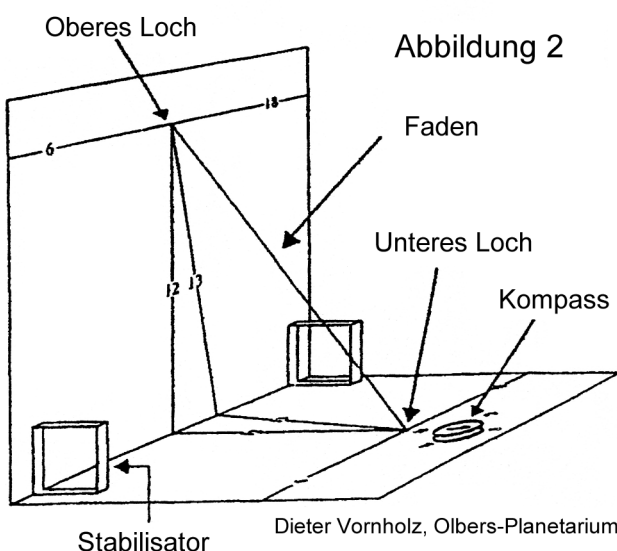 Oberes Loch
Abbildung 2
18
Faden
6
Unteres Loch
12
13
Kompass
Stabilisator
Dieter Vornholz, Olbers-Planetarium